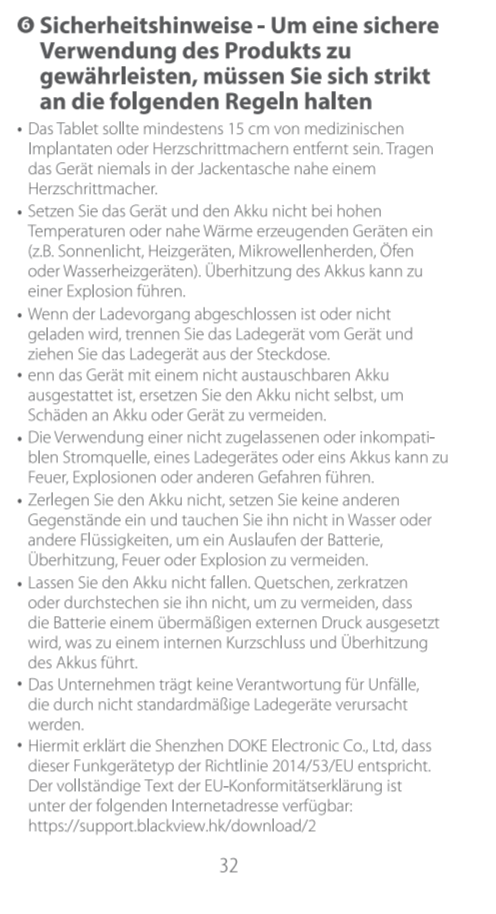 ❻ Sicherheitshinweise - Um eine sichere
Verwendung des Produkts zu
gewährleisten, müssen Sie sich strikt
an die folgenden Regeln halten
• Das Tablet sollte mindestens 15 cm von medizinischen
Implantaten oder Herzschrittmachern entfernt sein. Tragen
das Gerät niemals in der Jackentasche nahe einem
Herzschrittmacher.
• Setzen Sie das Gerät und den Akku nicht bei hohen
Temperaturen oder nahe Wärme erzeugenden Geräten ein
(z.B. Sonnenlicht, Heizgeräten, Mikrowellenherden, Öfen
oder Wasserheizgeräten). Überhitzung des Akkus kann zu
einer Explosion führen.
• Wenn der Ladevorgang abgeschlossen ist oder nicht
geladen wird, trennen Sie das Ladegerät vom Gerät und
ziehen Sie das Ladegerät aus der Steckdose.
• enn das Gerät mit einem nicht austauschbaren Akku
ausgestattet ist, ersetzen Sie den Akku nicht selbst, um
Schäden an Akku oder Gerät zu vermeiden.
• Die Verwendung einer nicht zugelassenen oder inkompati-
blen Stromquelle, eines Ladegerätes oder eins Akkus kann zu
Feuer, Explosionen oder anderen Gefahren führen.
• Zerlegen Sie den Akku nicht, setzen Sie keine anderen
Gegenstände ein und tauchen Sie ihn nicht in Wasser oder
andere Flüssigkeiten, um ein Auslaufen der Batterie,
Überhitzung, Feuer oder Explosion zu vermeiden.
• Lassen Sie den Akku nicht fallen. Quetschen, zerkratzen
oder durchstechen sie ihn nicht, um zu vermeiden, dass
die Batterie einem übermäßigen externen Druck ausgesetzt
wird, was zu einem internen Kurzschluss und Überhitzung
des Akkus führt.
• Das Unternehmen trägt keine Verantwortung für Unfälle,
die durch nicht standardmäßige Ladegeräte verursacht
werden.
• Hiermit erklärt die Shenzhen DOKE Electronic Co., Ltd, dass
dieser Funkgerätetyp der Richtlinie 2014/53/EU entspricht.
Der vollständige Text der EU-Konformitätserklärung ist
unter der folgenden Internetadresse verfügbar:
https://support.blackview.hk/download/2
32